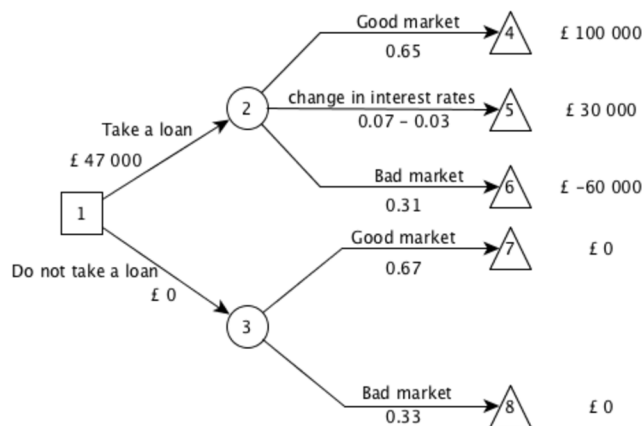 Good market
4
£ 100 000
0.65
change in interest rates
2
5
£ 30 000
0.07 – 0.03
Take a loan
£ 47 000
Bad market
6
£ -60 000
0.31
1
Good market
7
£ 0
0.67
Do not take a loan
£ 0
3
Bad market
8
£ 0
0.33